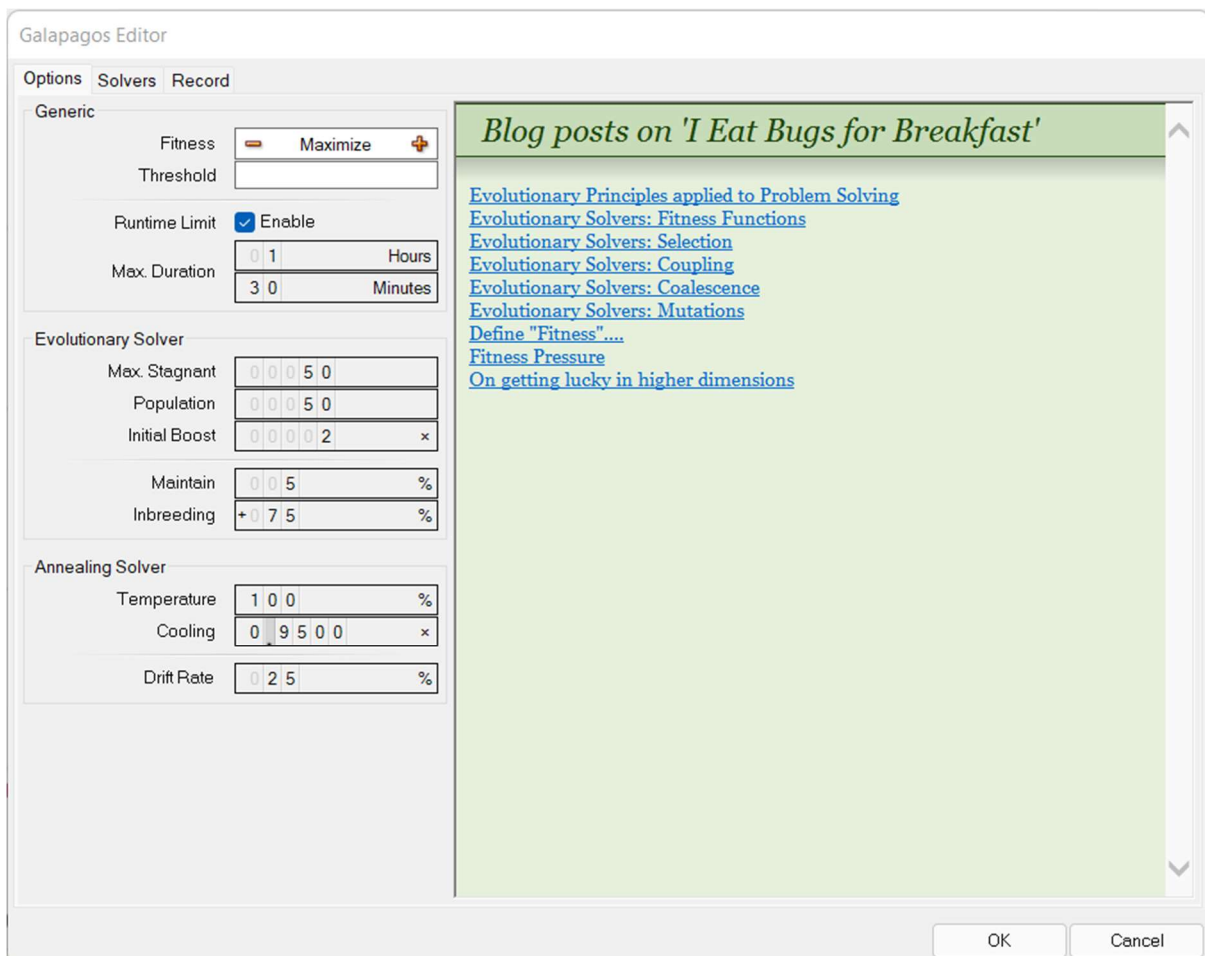 Galapagos Editor
Options Solvers Record
Generic
Fitness Maximize
Threshold
Runtime Limit Enable
Max. Duration
01 Hours
30 Minutes
Evolutionary Solver
Max. Stagnant 00050
Population 00050
Initial Boost 00002 ×
Maintain 005 %
Inbreeding +075 %
Annealing Solver
Temperature 100 %
Cooling 0.9500 ×
Drift Rate 025 %
Blog posts on 'I Eat Bugs for Breakfast'
Evolutionary Principles applied to Problem Solving
Evolutionary Solvers: Fitness Functions
Evolutionary Solvers: Selection
Evolutionary Solvers: Coupling
Evolutionary Solvers: Coalescence
Evolutionary Solvers: Mutations
Define "Fitness"....
Fitness Pressure
On getting lucky in higher dimensions
OK Cancel